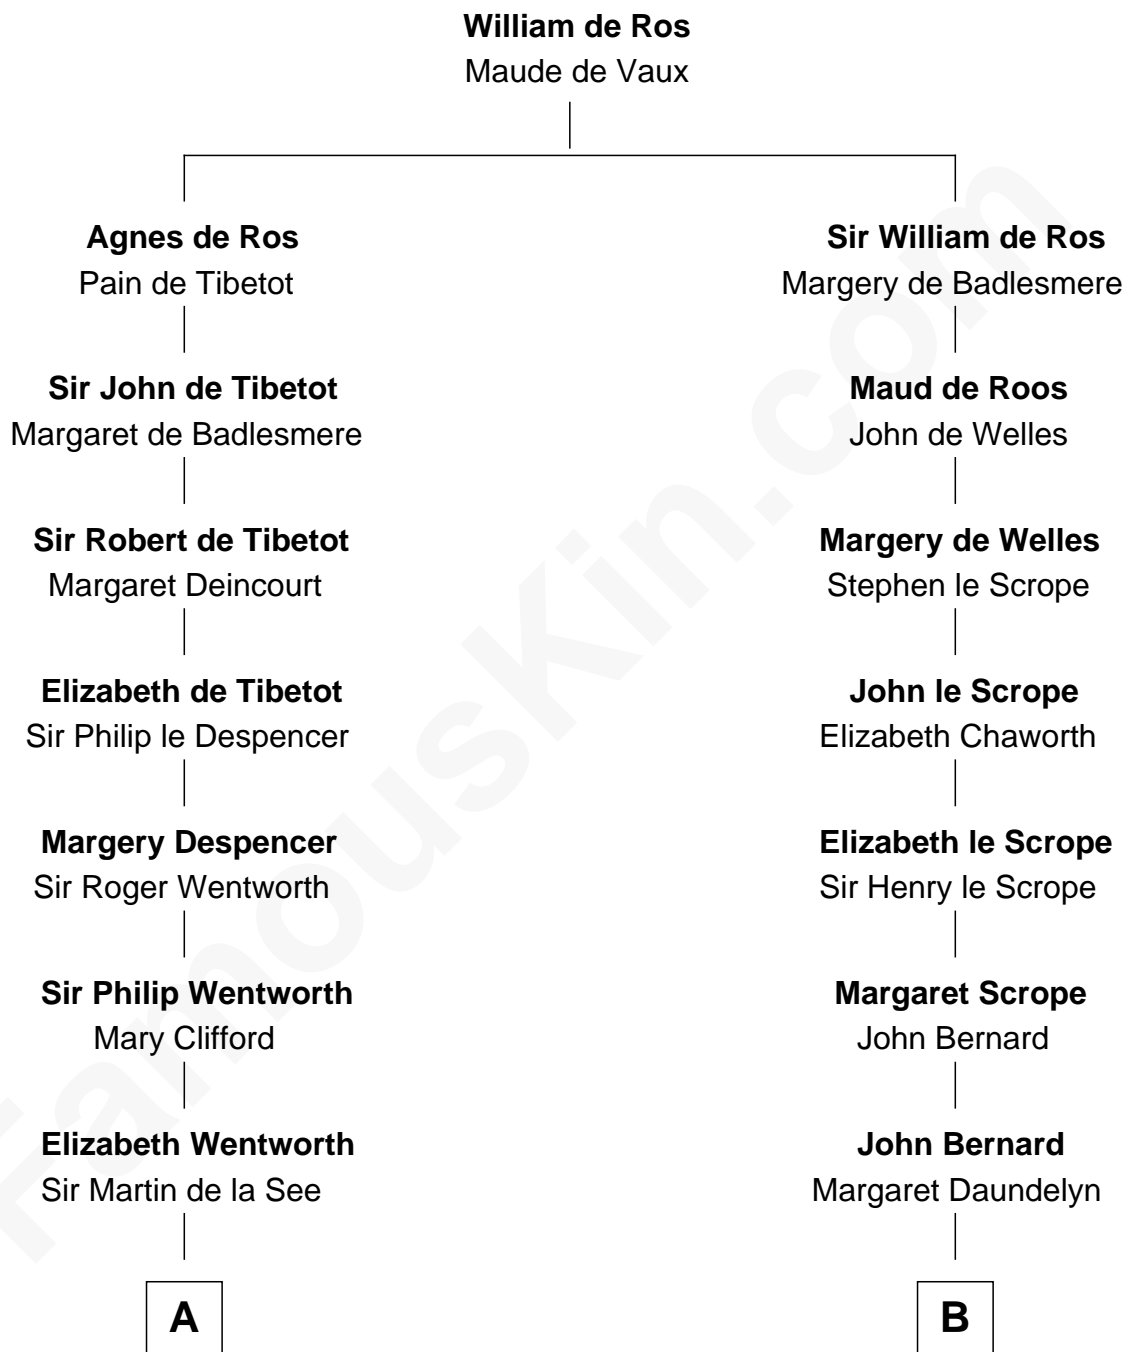 William de Ros
Maude de Vaux
Agnes de Ros
Pain de Tibetot
Sir John de Tibetot
Margaret de Badlesmere
Sir Robert de Tibetot
Margaret Deincourt
Elizabeth de Tibetot
Sir Philip le Despencer
Margery Despencer
Sir Roger Wentworth
Sir Philip Wentworth
Mary Clifford
Elizabeth Wentworth
Sir Martin de la See
A
Sir William de Ros
Margery de Badlesmere
Maud de Roos
John de Welles
Margery de Welles
Stephen le Scrope
John le Scrope
Elizabeth Chaworth
Elizabeth le Scrope
Sir Henry le Scrope
Margaret Scrope
John Bernard
John Bernard
Margaret Daundelyn
B
FamousKin.com